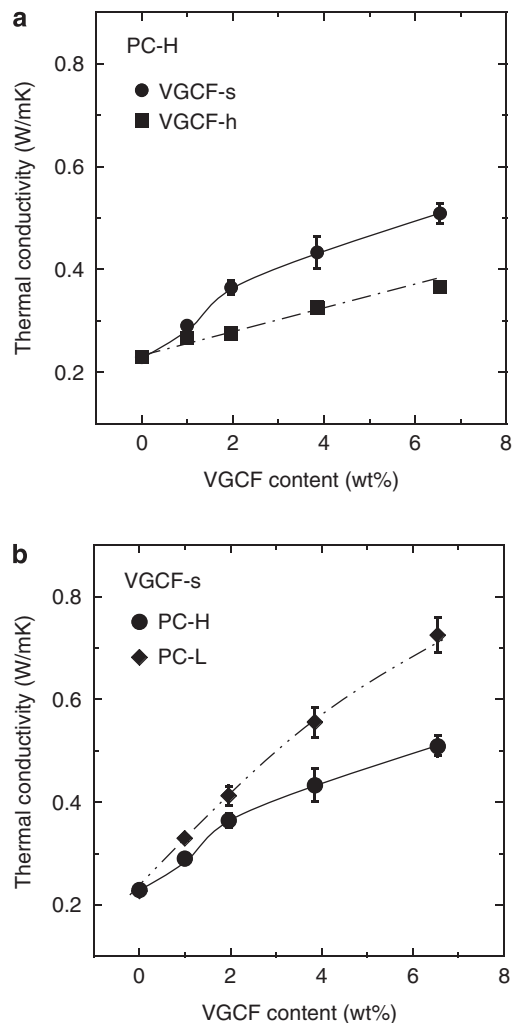 a
PC-H
VGCF-s
VGCF-h
Thermal conductivity (W/mK)
0.8
0.6
0.4
0.2
0 2 4 6 8
VGCF content (wt%)
b
VGCF-s
PC-H
PC-L
Thermal conductivity (W/mK)
0.8
0.6
0.4
0.2
0 2 4 6 8
VGCF content (wt%)